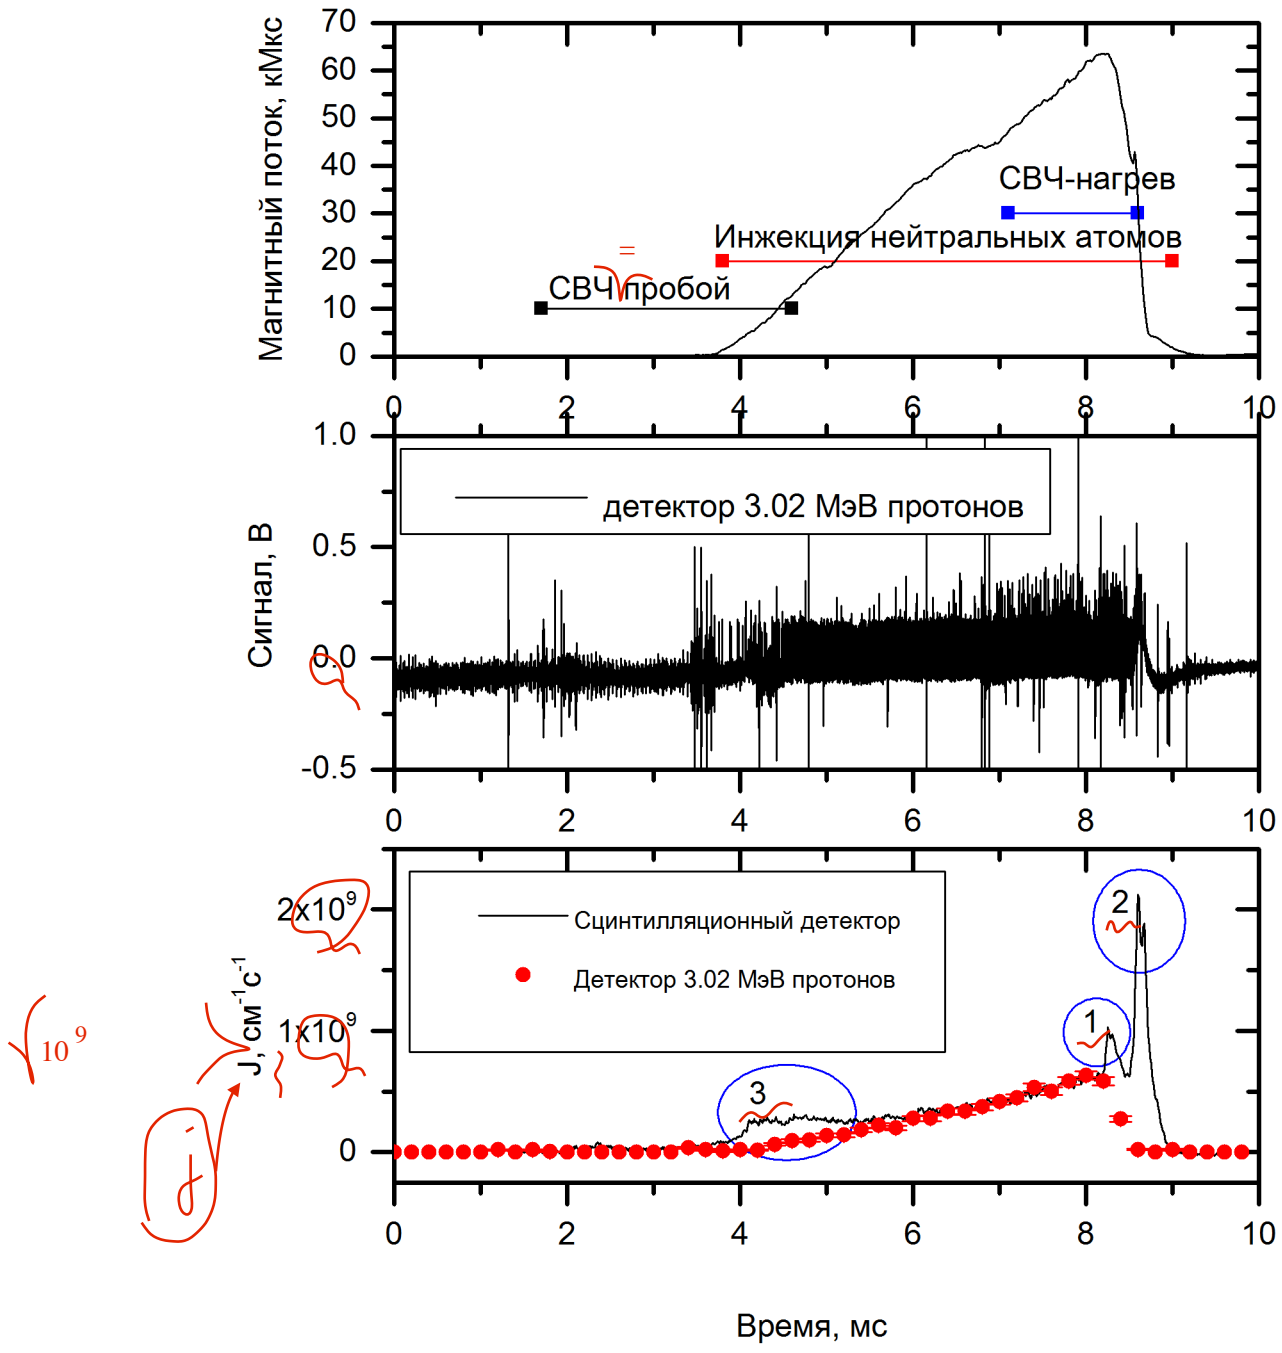 Магнитный поток, кМкс
70
60
50
40
30
20
10
0
СВЧ-нагрев
Инжекция нейтральных атомов
=
СВЧ пробой
0 2 4 6 8 10
Сигнал, В
1.0
0.5
0.0
-0.5
детектор 3.02 МэВ протонов
0 2 4 6 8 10
J, см⁻¹с⁻¹
2x10⁹
1x10⁹
0
Сцинтилляционный детектор
Детектор 3.02 МэВ протонов
2
1
3
10⁹
j
0 2 4 6 8 10
Время, мс